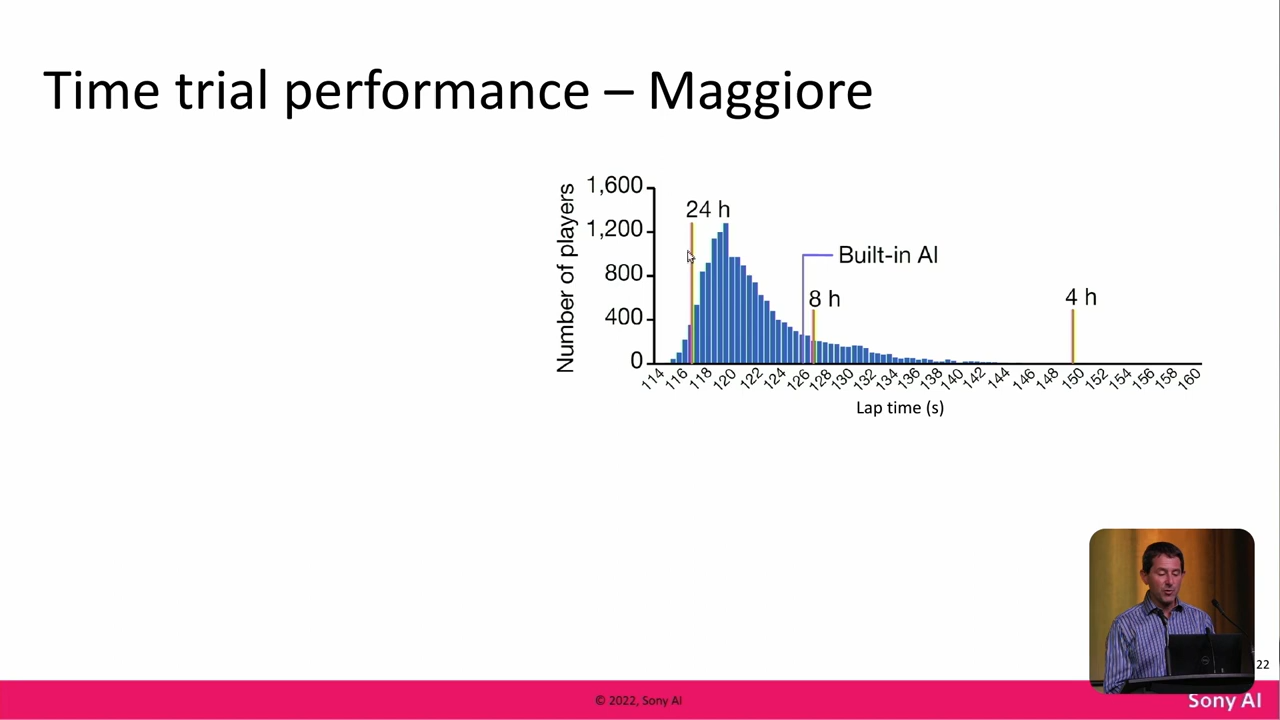 Time trial performance – Maggiore
Number of players
1,600
1,200
800
400
0
24 h
Built-in AI
8 h
4 h
114 116 118 120 122 124 126 128 130 132 134 136 138 140 142 144 146 148 150 152 154 156 158 160
Lap time (s)
22
© 2022, Sony AI
Sony AI